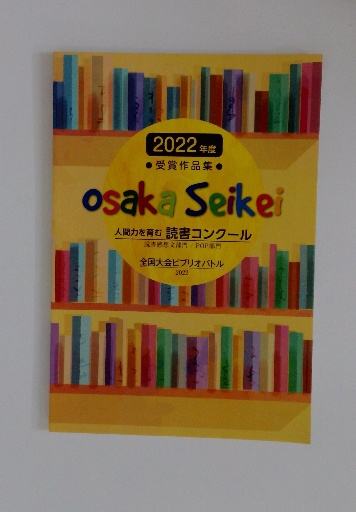 2022年度
●受賞作品集●
osaka Seikei
人間力を育む 読書コンクール
読書感想文部門／POP部門
全国大会ビブリオバトル
2022